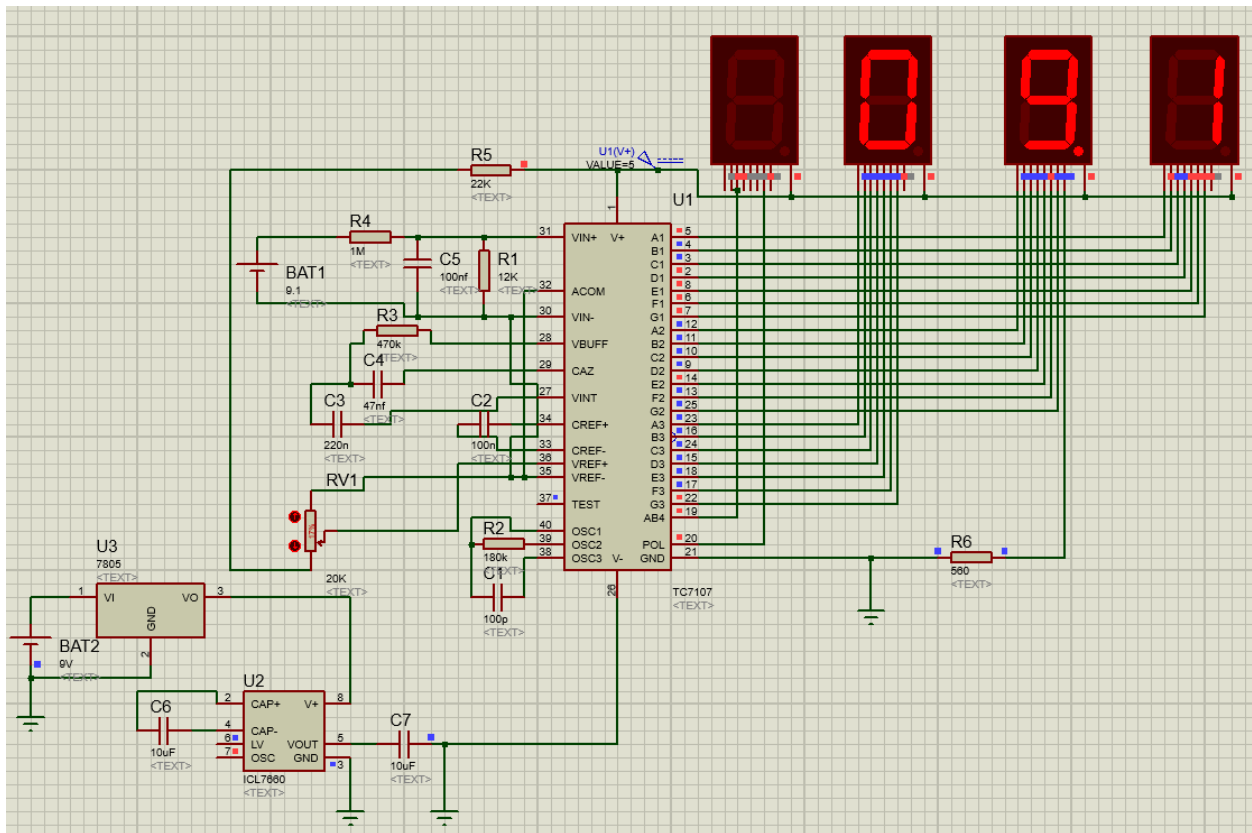 R5
22K
<TEXT>
U1(V+)
VALUE=5
U1
R4
1M
<TEXT>
BAT1
9.1
<TEXT>
C5
100nf
<TEXT>
R1
12K
<TEXT>
R3
470k
<TEXT>
C4
47nf
<TEXT>
C3
220n
<TEXT>
C2
100n
<TEXT>
RV1
17%
20K
<TEXT>
R2
180k
<TEXT>
C1
100p
<TEXT>
1
V+
31 VIN+
32 ACOM
30 VIN-
28 VBUFF
29 CAZ
27 VINT
34 CREF+
33 CREF-
36 VREF+
35 VREF-
37 TEST
40 OSC1
39 OSC2
38 OSC3
V-
26
A1 5
B1 4
C1 3
D1 2
E1 8
F1 6
G1 7
A2 12
B2 11
C2 10
D2 9
E2 14
F2 13
G2 25
A3 23
B3 16
C3 24
D3 15
E3 18
F3 17
G3 22
AB4 19
POL 20
GND 21
TC7107
<TEXT>
R6
560
<TEXT>
U3
7805
<TEXT>
1 VI
VO 3
GND
2
BAT2
9V
<TEXT>
U2
2 CAP+
4 CAP-
6 LV
7 OSC
V+ 8
VOUT 5
GND 3
ICL7660
<TEXT>
C6
10uF
<TEXT>
C7
10uF
<TEXT>
0 9 1